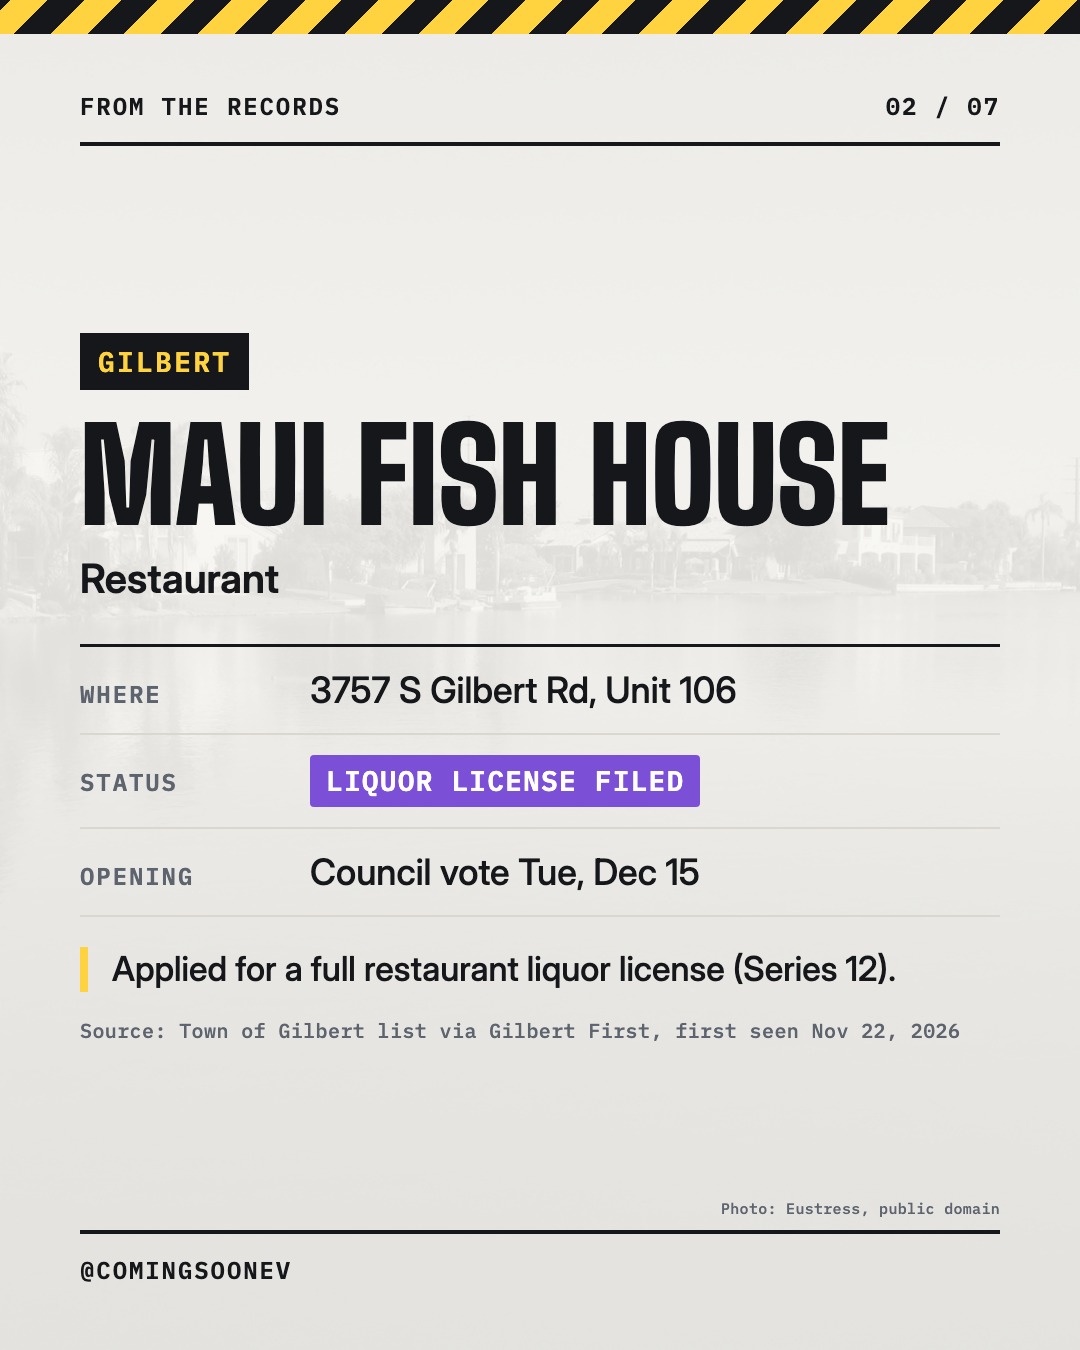 FROM THE RECORDS
02 / 07
GILBERT
MAUI FISH HOUSE
Restaurant
WHERE
3757 S Gilbert Rd, Unit 106
STATUS
LIQUOR LICENSE FILED
OPENING
Council vote Tue, Dec 15
Applied for a full restaurant liquor license (Series 12).
Source: Town of Gilbert list via Gilbert First, first seen Nov 22, 2026
Photo: Eustress, public domain
@COMINGSOONEV